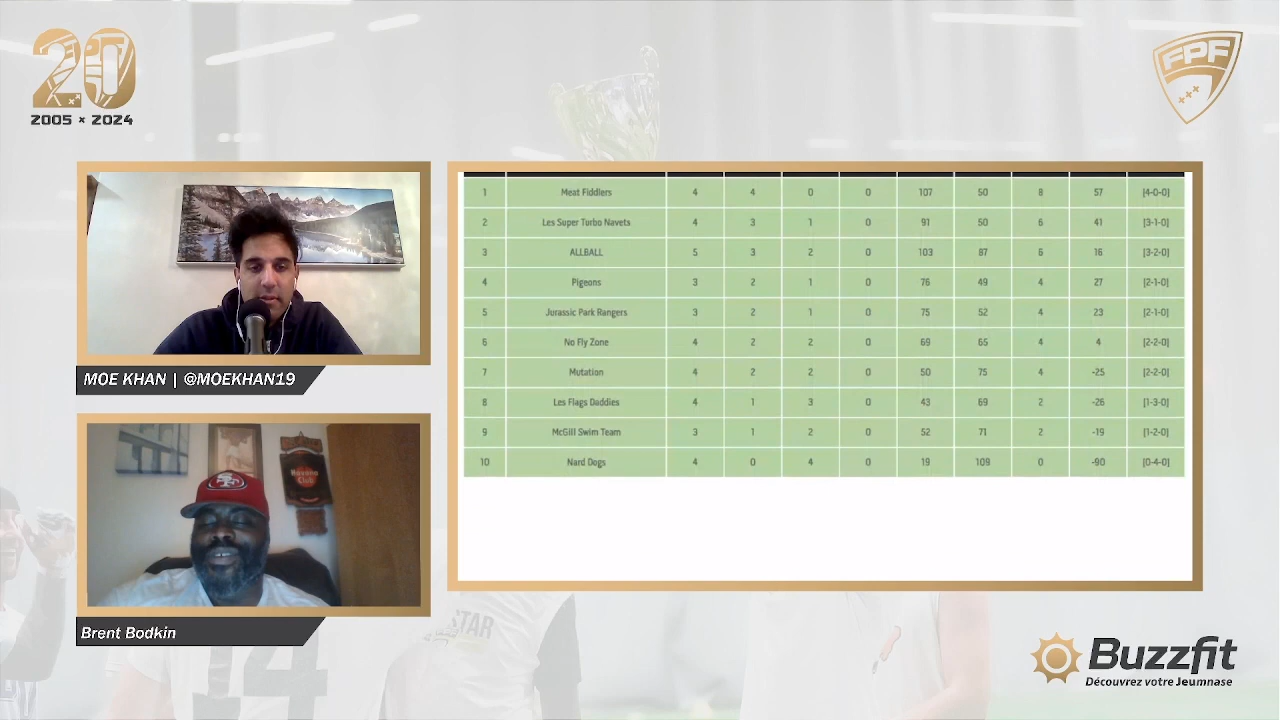 20
2005 × 2024
FPF
MOE KHAN | @MOEKHAN19
Havana
Club
Brent Bodkin
1 Meat Fiddlers 4 4 0 0 107 50 8 57 [4-0-0]
2 Les Super Turbo Navets 4 3 1 0 91 50 6 41 [3-1-0]
3 ALLBALL 5 3 2 0 103 87 6 16 [3-2-0]
4 Pigeons 3 2 1 0 76 49 4 27 [2-1-0]
5 Jurassic Park Rangers 3 2 1 0 75 52 4 23 [2-1-0]
6 No Fly Zone 4 2 2 0 69 65 4 4 [2-2-0]
7 Mutation 4 2 2 0 50 75 4 -25 [2-2-0]
8 Les Flags Daddies 4 1 3 0 43 69 2 -26 [1-3-0]
9 McGill Swim Team 3 1 2 0 52 71 2 -19 [1-2-0]
10 Nard Dogs 4 0 4 0 19 109 0 -90 [0-4-0]
STAR
14
Buzzfit
Découvrez votre Jeumnase